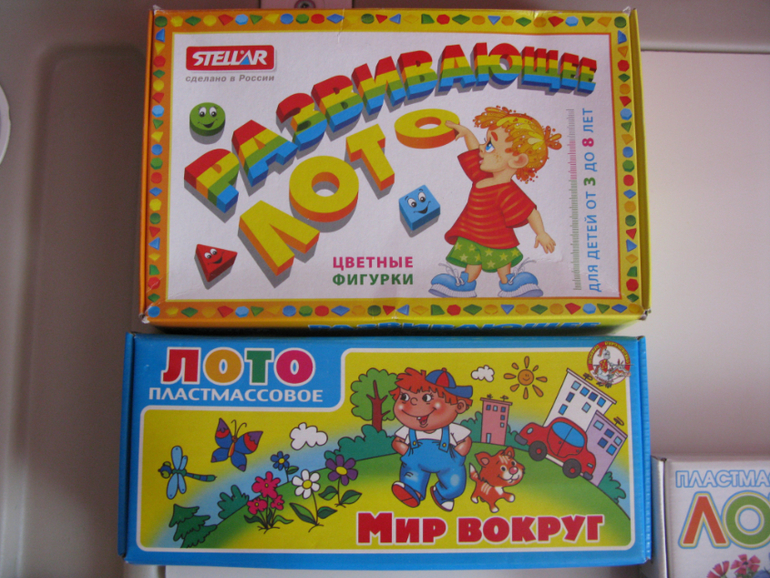 STELLAR
сделано в России
РАЗВИВАЮЩЕЕ
ЛОТО
ЦВЕТНЫЕ
ФИГУРКИ
ДЛЯ ДЕТЕЙ ОТ 3 ДО 8 ЛЕТ
РАЗВИВАЮЩЕЕ
ЛОТО
ПЛАСТМАССОВОЕ
МИР ВОКРУГ
ПЛАСТМА
ЛО